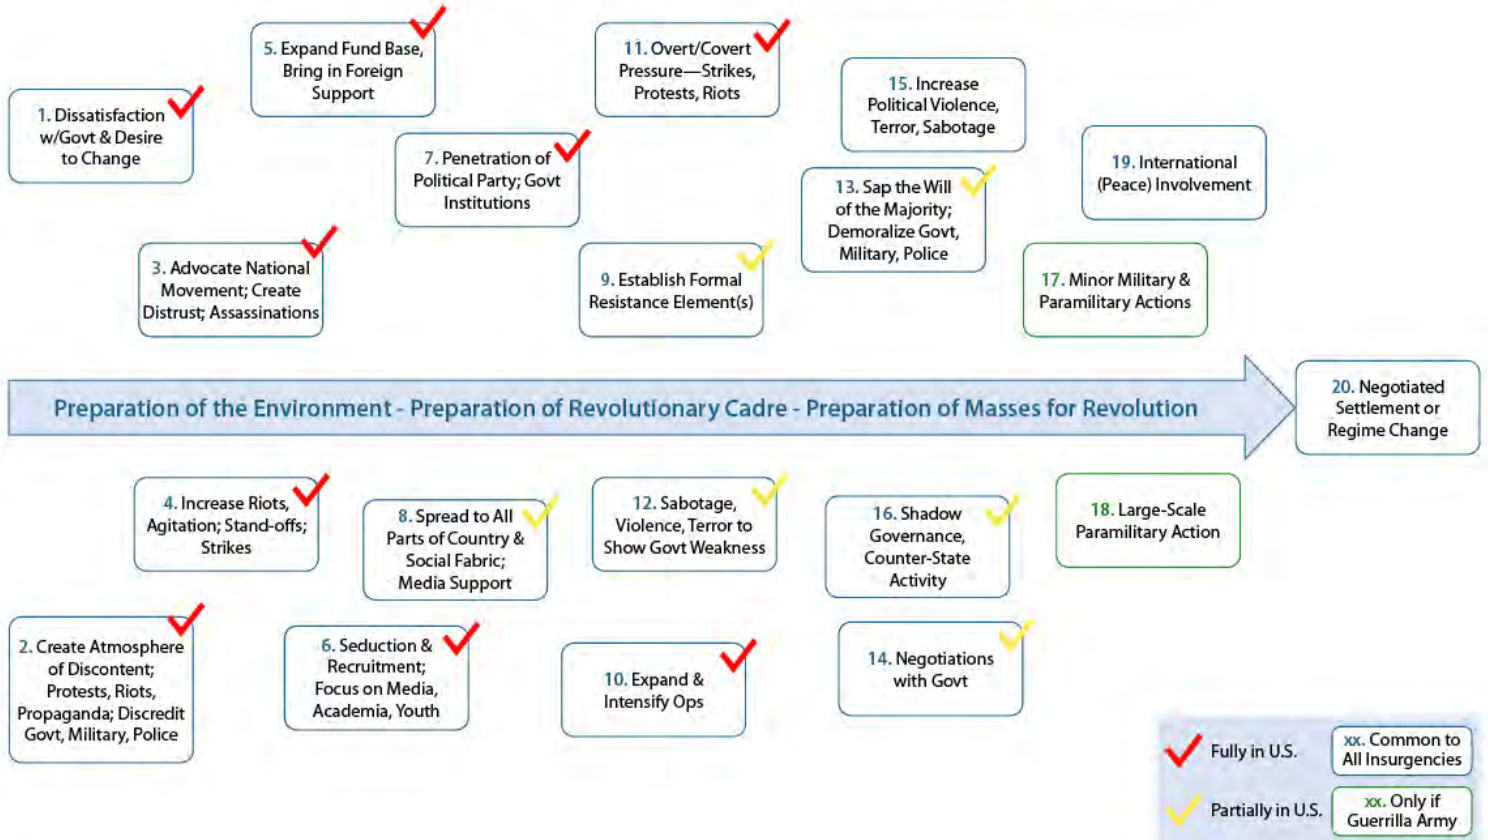 5. Expand Fund Base,
Bring in Foreign
Support
11. Overt/Covert
Pressure—Strikes,
Protests, Riots
15. Increase
Political Violence,
Terror, Sabotage
1. Dissatisfaction
w/Govt & Desire
to Change
7. Penetration of
Political Party; Govt
Institutions
13. Sap the Will
of the Majority;
Demoralize Govt,
Military, Police
19. International
(Peace) Involvement
3. Advocate National
Movement; Create
Distrust; Assassinations
9. Establish Formal
Resistance Element(s)
17. Minor Military &
Paramilitary Actions
Preparation of the Environment - Preparation of Revolutionary Cadre - Preparation of Masses for Revolution
20. Negotiated
Settlement or
Regime Change
4. Increase Riots,
Agitation; Stand-offs;
Strikes
8. Spread to All
Parts of Country &
Social Fabric;
Media Support
12. Sabotage,
Violence, Terror to
Show Govt Weakness
16. Shadow
Governance,
Counter-State
Activity
18. Large-Scale
Paramilitary Action
2. Create Atmosphere
of Discontent;
Protests, Riots,
Propaganda; Discredit
Govt, Military, Police
6. Seduction &
Recruitment;
Focus on Media,
Academia, Youth
10. Expand &
Intensify Ops
14. Negotiations
with Govt
Fully in U.S.
xx. Common to
All Insurgencies
Partially in U.S.
xx. Only if
Guerrilla Army